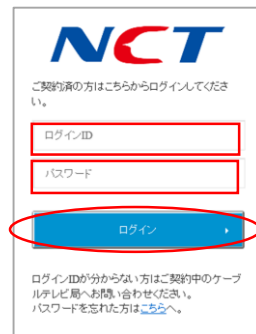 NCT
ご契約済の方はこちらからログインしてくださ
い。
ログインID
パスワード
ログイン
ログインIDが分からない方はご契約中のケーブ
ルテレビ局へお問い合わせください。
パスワードを忘れた方はこちらへ。